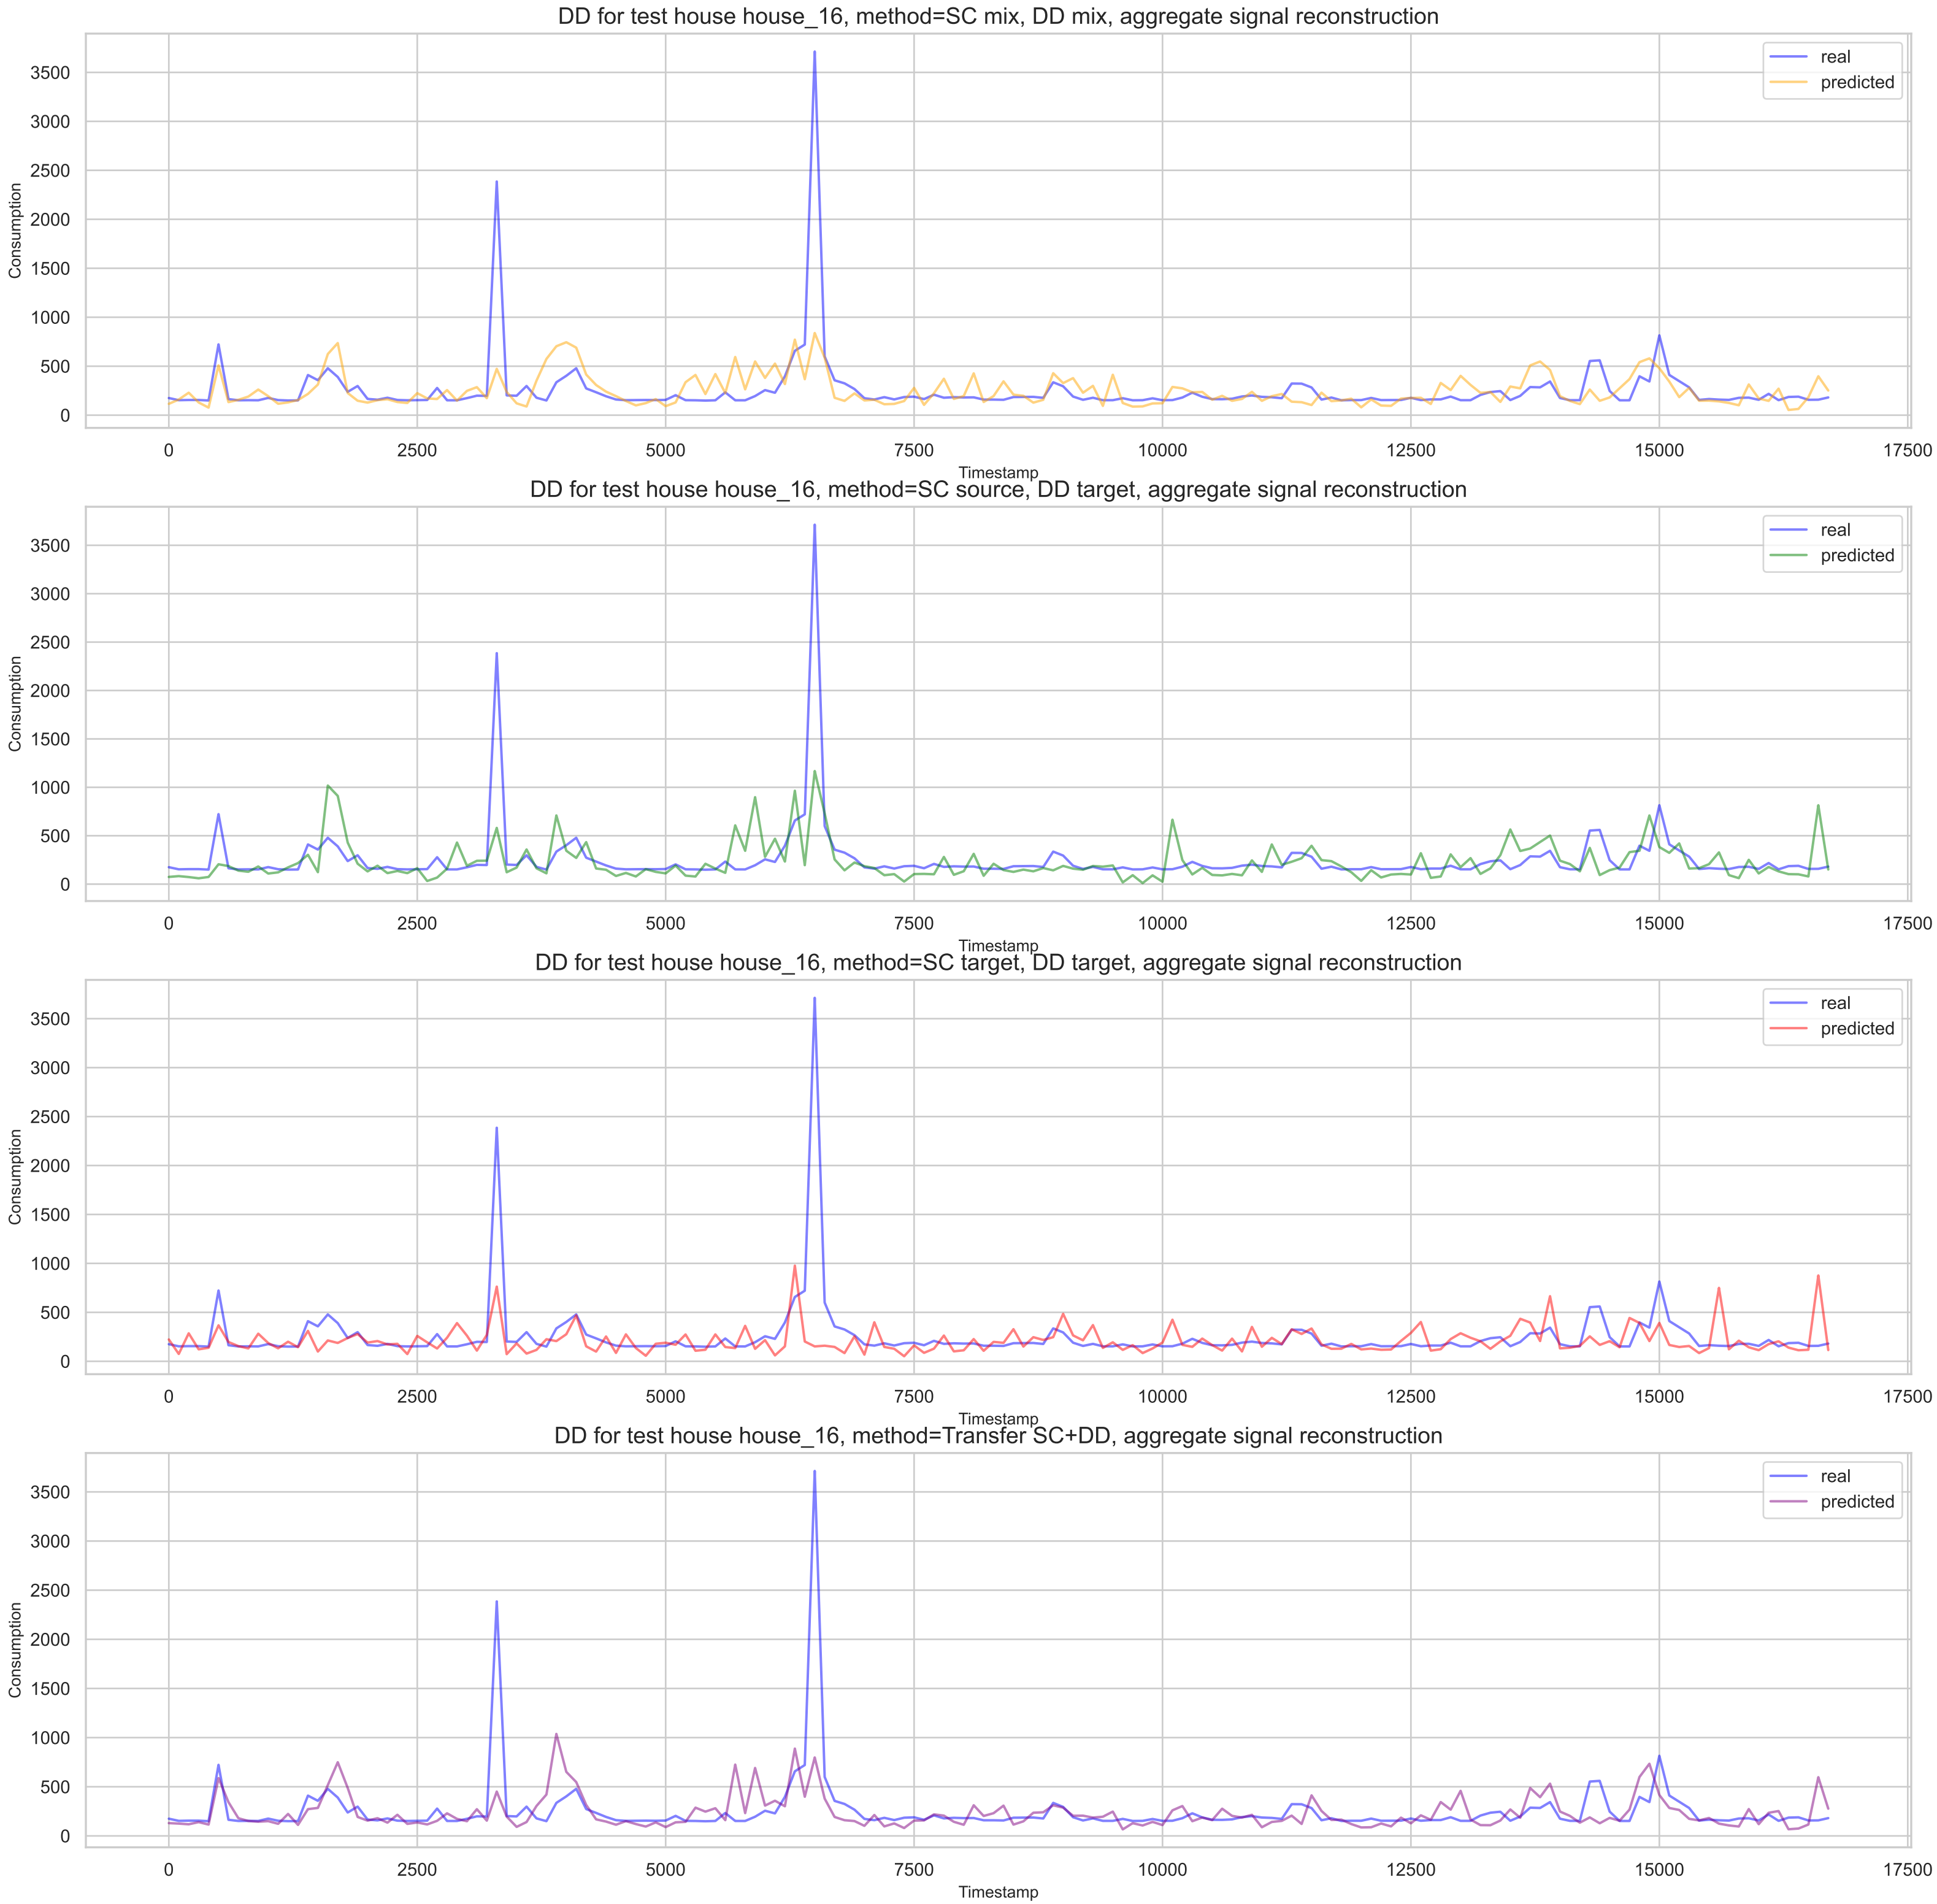 DD for test house house_16, method=SC mix, DD mix, aggregate signal reconstruction
real
predicted
3500
3000
2500
2000
1500
1000
500
0
Consumption
0 2500 5000 7500 10000 12500 15000 17500
Timestamp
DD for test house house_16, method=SC source, DD target, aggregate signal reconstruction
real
predicted
3500
3000
2500
2000
1500
1000
500
0
Consumption
0 2500 5000 7500 10000 12500 15000 17500
Timestamp
DD for test house house_16, method=SC target, DD target, aggregate signal reconstruction
real
predicted
3500
3000
2500
2000
1500
1000
500
0
Consumption
0 2500 5000 7500 10000 12500 15000 17500
Timestamp
DD for test house house_16, method=Transfer SC+DD, aggregate signal reconstruction
real
predicted
3500
3000
2500
2000
1500
1000
500
0
Consumption
0 2500 5000 7500 10000 12500 15000 17500
Timestamp